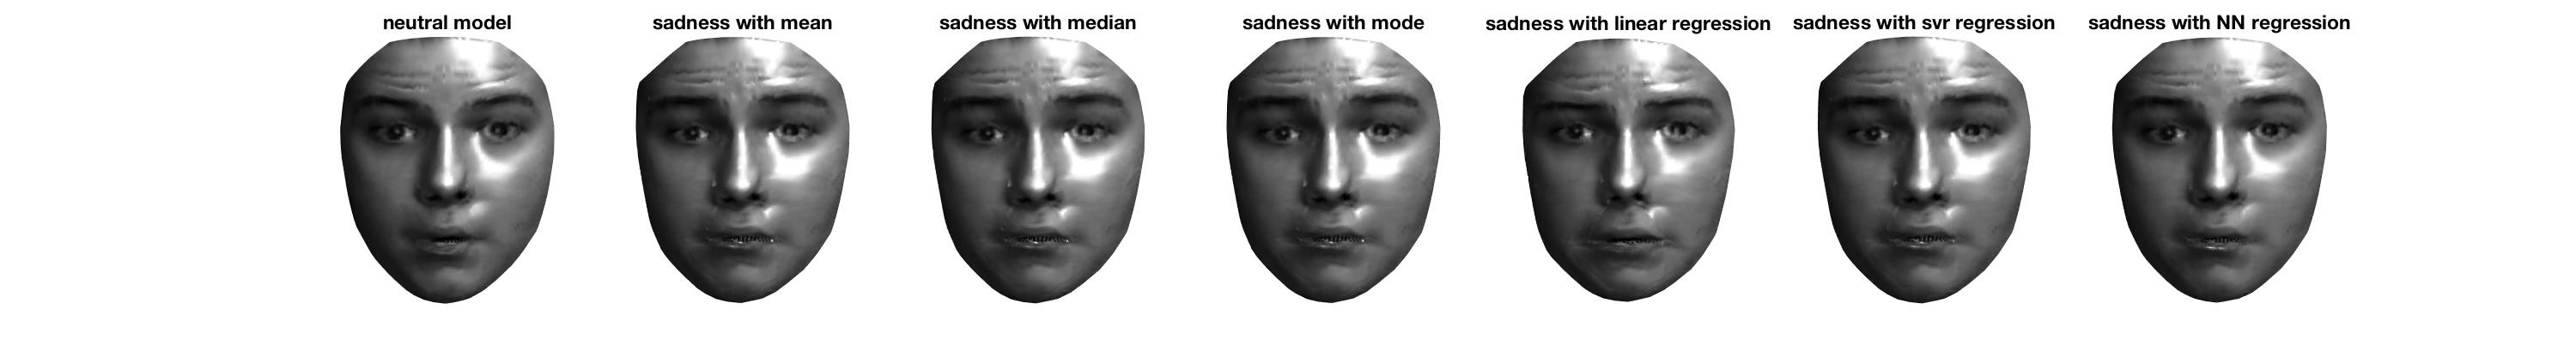 neutral model
sadness with mean
sadness with median
sadness with mode
sadness with linear regression
sadness with svr regression
sadness with NN regression